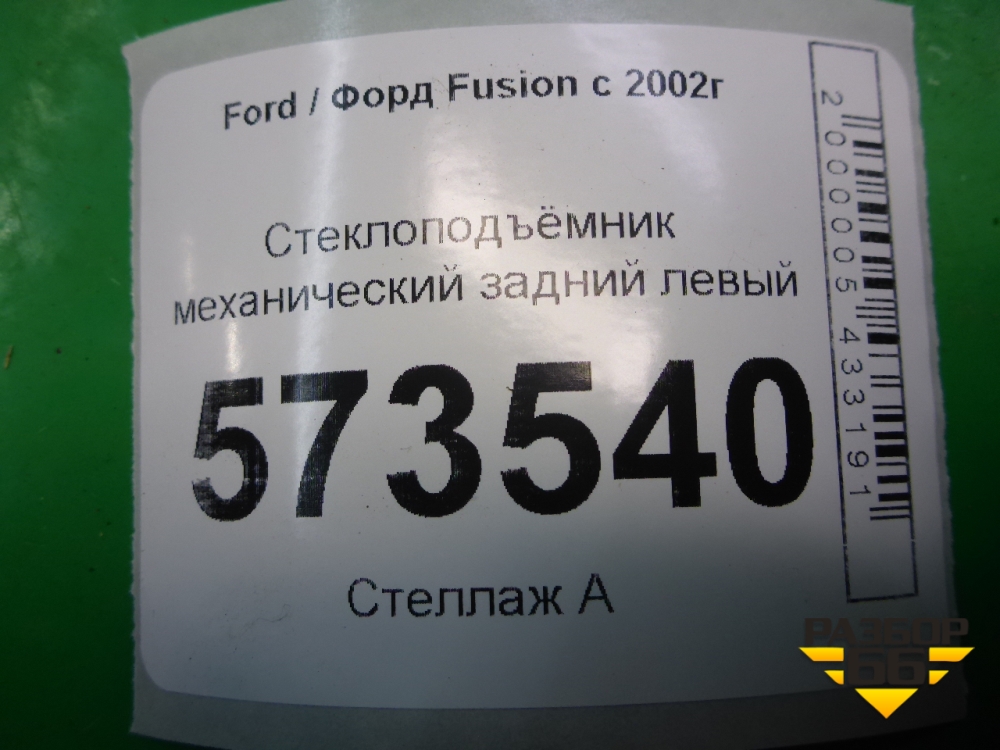 Ford / Форд Fusion с 2002г
Стеклоподъёмник
механический задний левый
573540
Стеллаж А
2000005433191
РАЗБОР
66